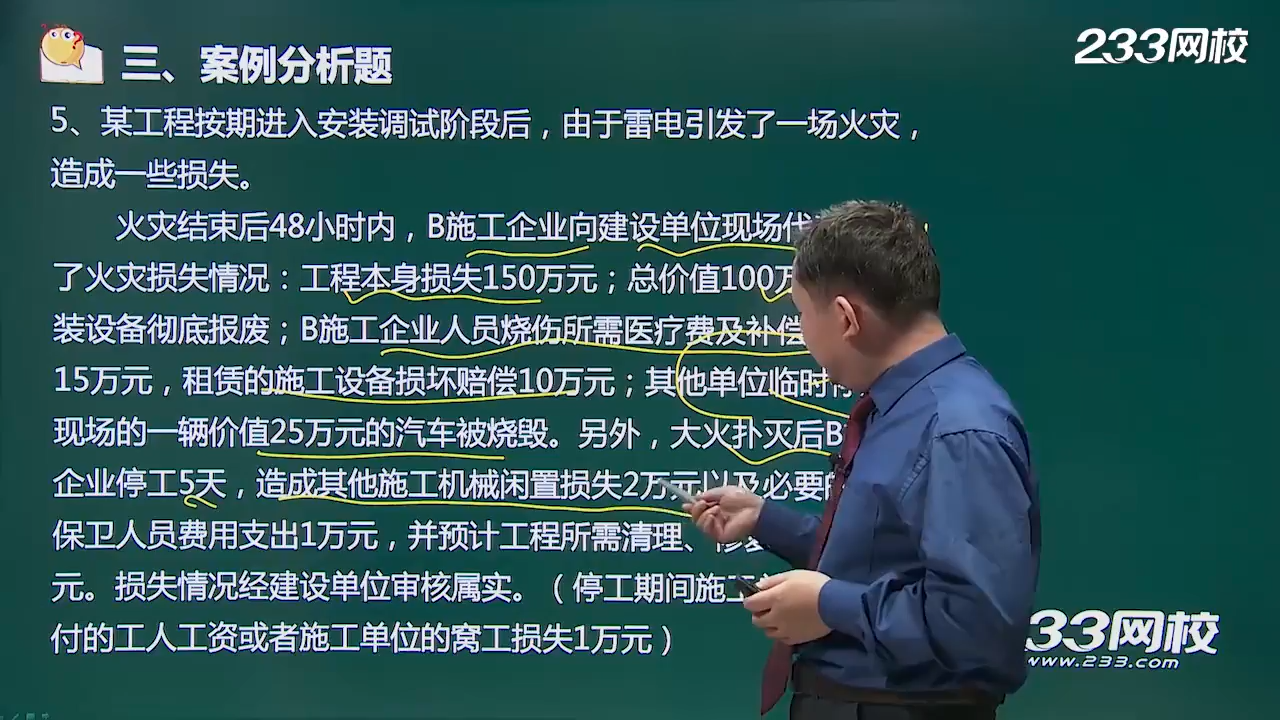 233网校
三、案例分析题
5、某工程按期进入安装调试阶段后，由于雷电引发了一场火灾，
造成一些损失。
火灾结束后48小时内，B施工企业向建设单位现场代
了火灾损失情况：工程本身损失150万元；总价值100万
装设备彻底报废；B施工企业人员烧伤所需医疗费及补偿
15万元，租赁的施工设备损坏赔偿10万元；其他单位临时停
现场的一辆价值25万元的汽车被烧毁。另外，大火扑灭后B
企业停工5天，造成其他施工机械闲置损失2万元以及必要的
保卫人员费用支出1万元，并预计工程所需清理、修复
元。损失情况经建设单位审核属实。（停工期间施工
付的工人工资或者施工单位的窝工损失1万元）
233网校
www.233.com